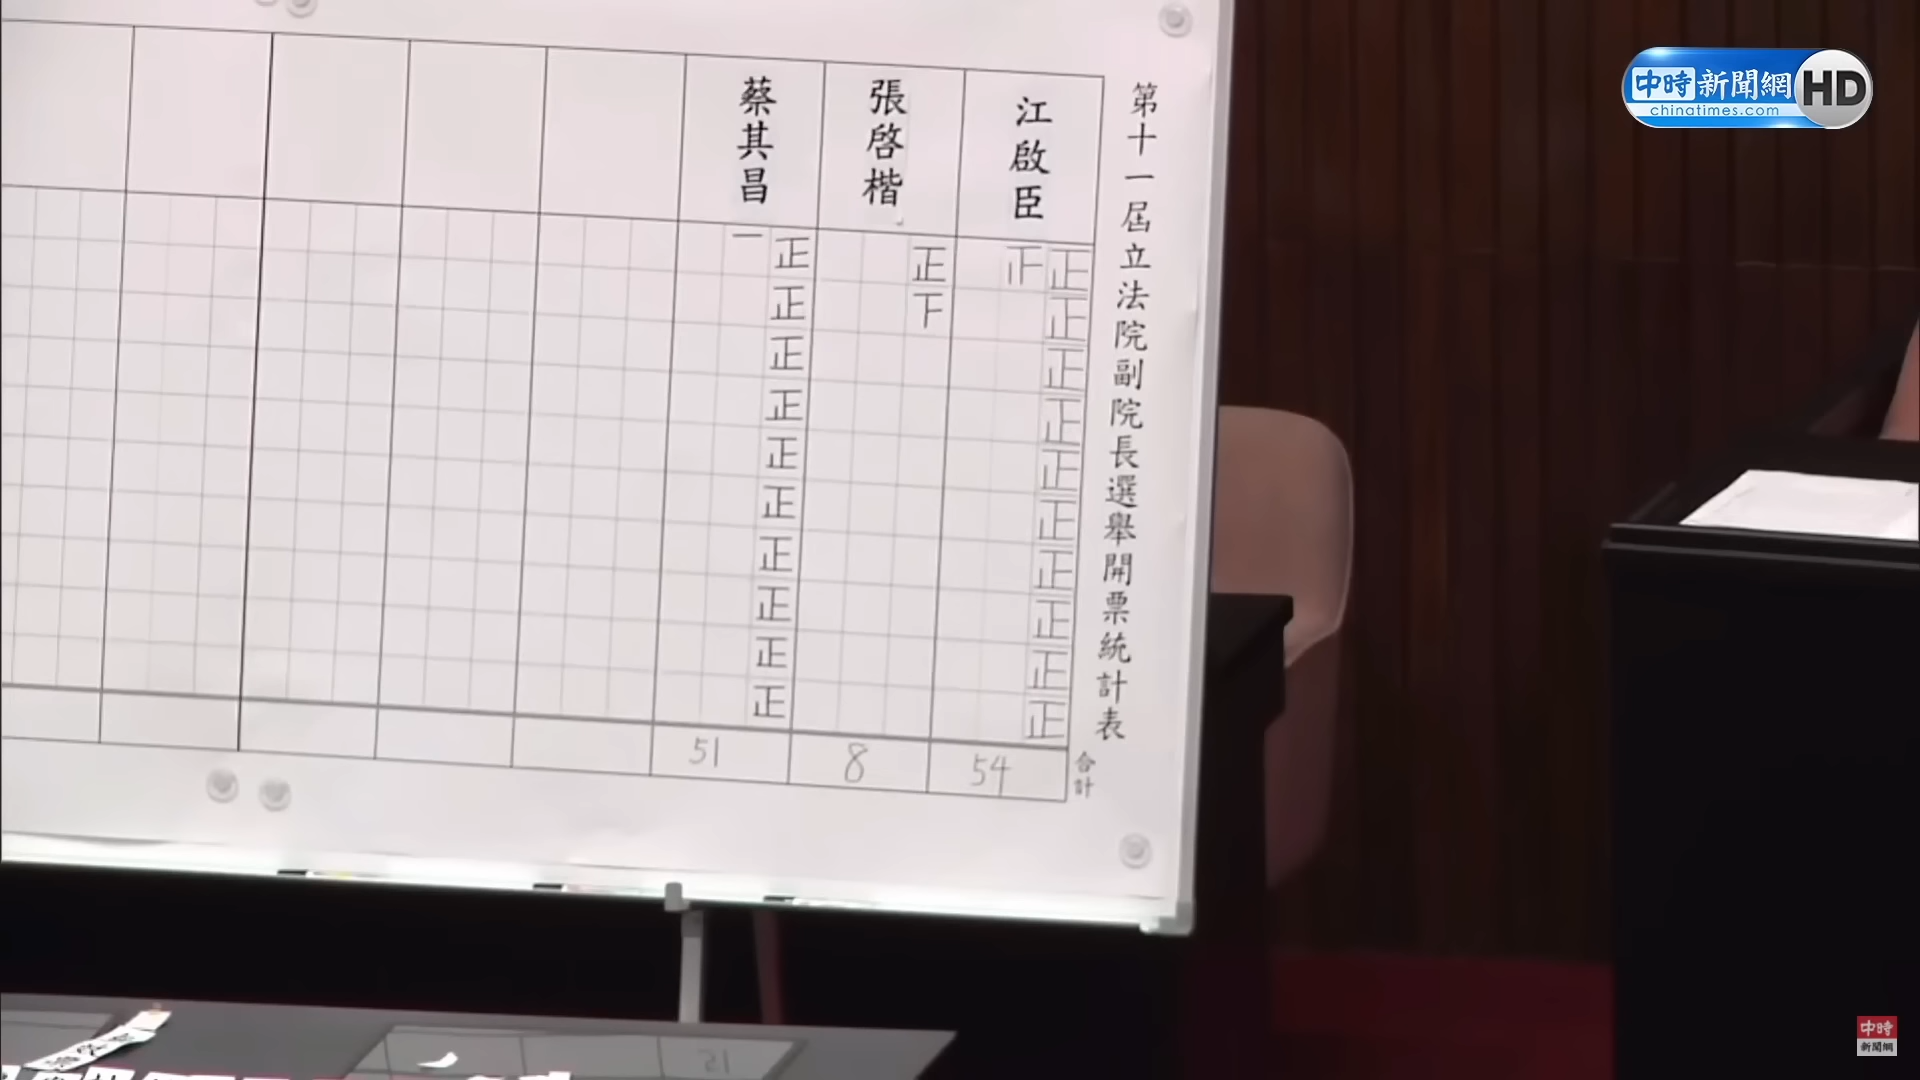 第十一屆立法院副院長選舉開票統計表
江啟臣
正正正正正正正正正正
正
54
張啓楷
正下
8
蔡其昌
正正正正正正正正正正
一
51
合計
中時新聞網HD
chinatimes.com
中時
新聞網